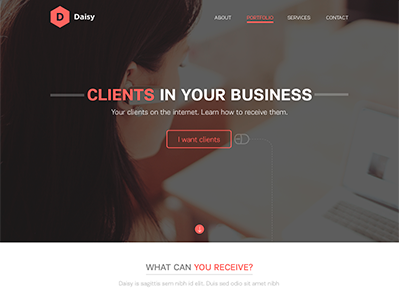 D
Daisy
ABOUT
PORTFOLIO
SERVICES
CONTACT
CLIENTS IN YOUR BUSINESS
Your clients on the internet. Learn how to receive them.
I want clients
WHAT CAN YOU RECEIVE?
Daisy is sagittis sem nibh id elit. Duis sed odio sit amet nibh